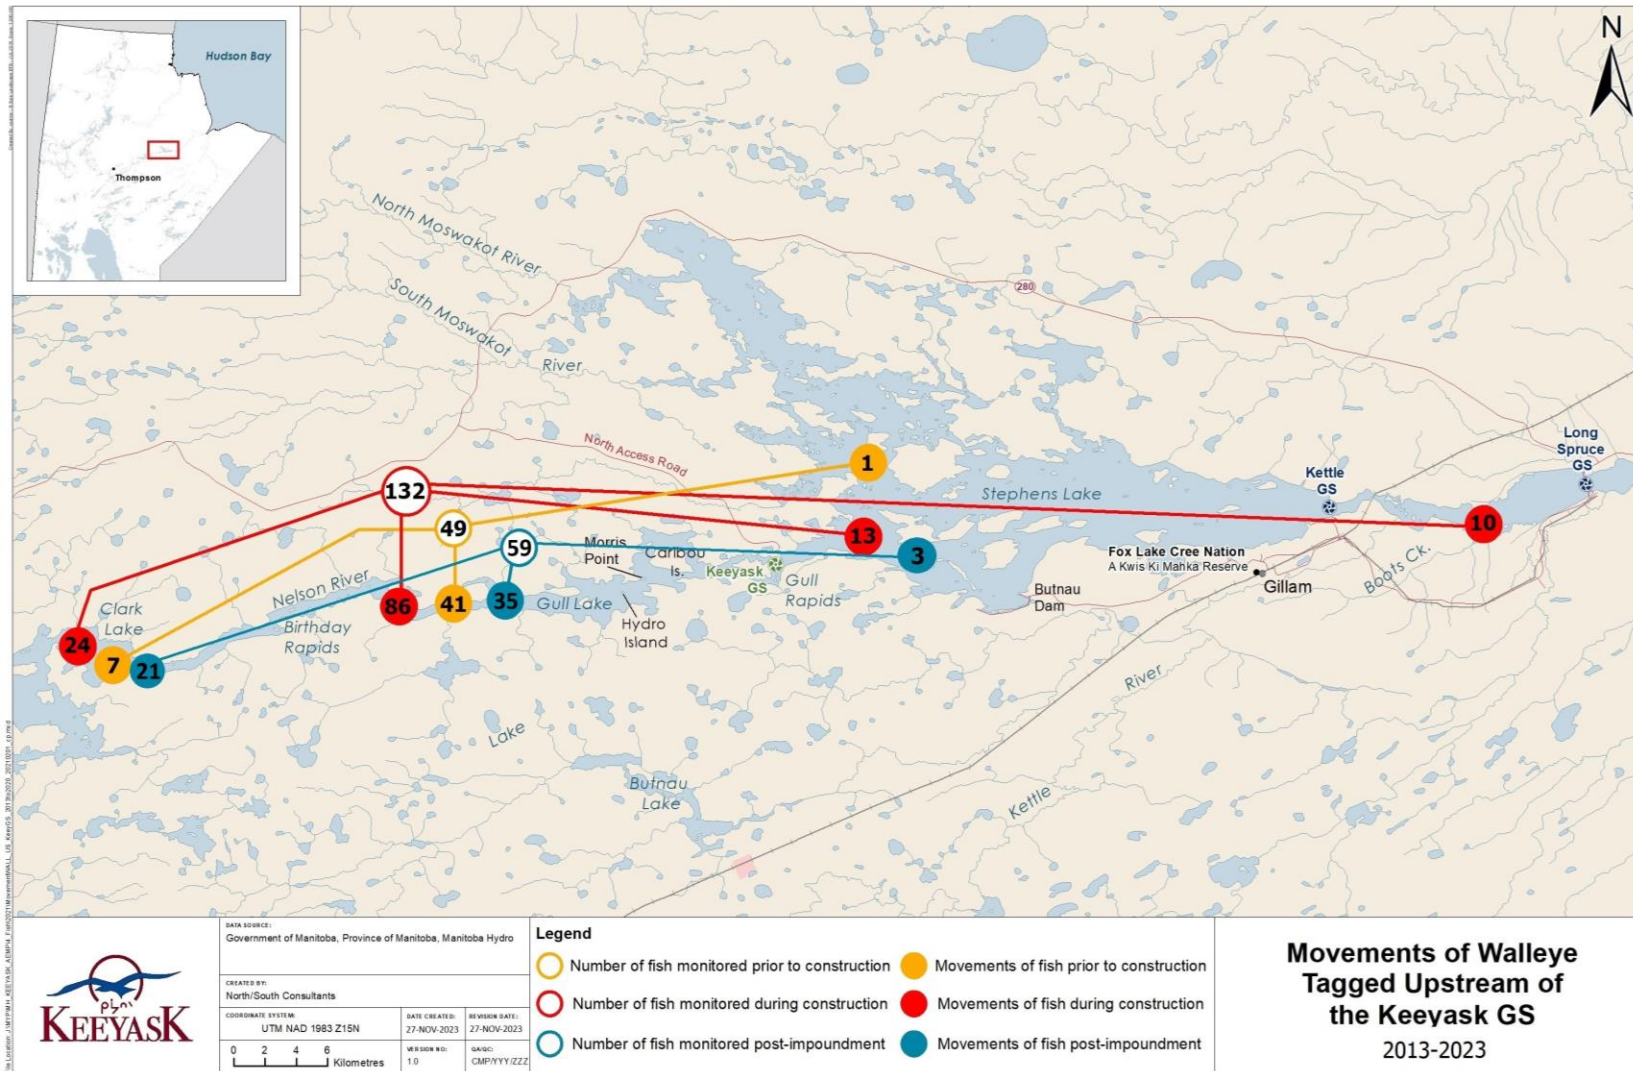 Hudson Bay
Thompson
N
North Moswakot River
South Moswakot
River
280
North Access Road
Long
Spruce
GS
Kettle
GS
Stephens Lake
1
132
49
59
13
10
3
Morris
Point
Caribou
Is.
Keeyask
GS
Gull
Rapids
Fox Lake Cree Nation
A Kwis Ki Mahka Reserve
Gillam
Boots Ck.
Butnau
Dam
Nelson River
Clark
Lake
Birthday
Rapids
86
41
35
Gull Lake
Hydro
Island
24
7
21
River
Kettle
Lake
Butnau
Lake
KEEYASK
DATA SOURCE:
Government of Manitoba, Province of Manitoba, Manitoba Hydro
CREATED BY:
North/South Consultants
COORDINATE SYSTEM:
UTM NAD 1983 Z15N
DATE CREATED:
27-NOV-2023
REVISION DATE:
27-NOV-2023
0 2 4 6
Kilometres
VERSION NO:
1.0
QA/QC:
CMP/YYY/ZZZ
Legend
Number of fish monitored prior to construction
Number of fish monitored during construction
Number of fish monitored post-impoundment
Movements of fish prior to construction
Movements of fish during construction
Movements of fish post-impoundment
Movements of Walleye
Tagged Upstream of
the Keeyask GS
2013-2023